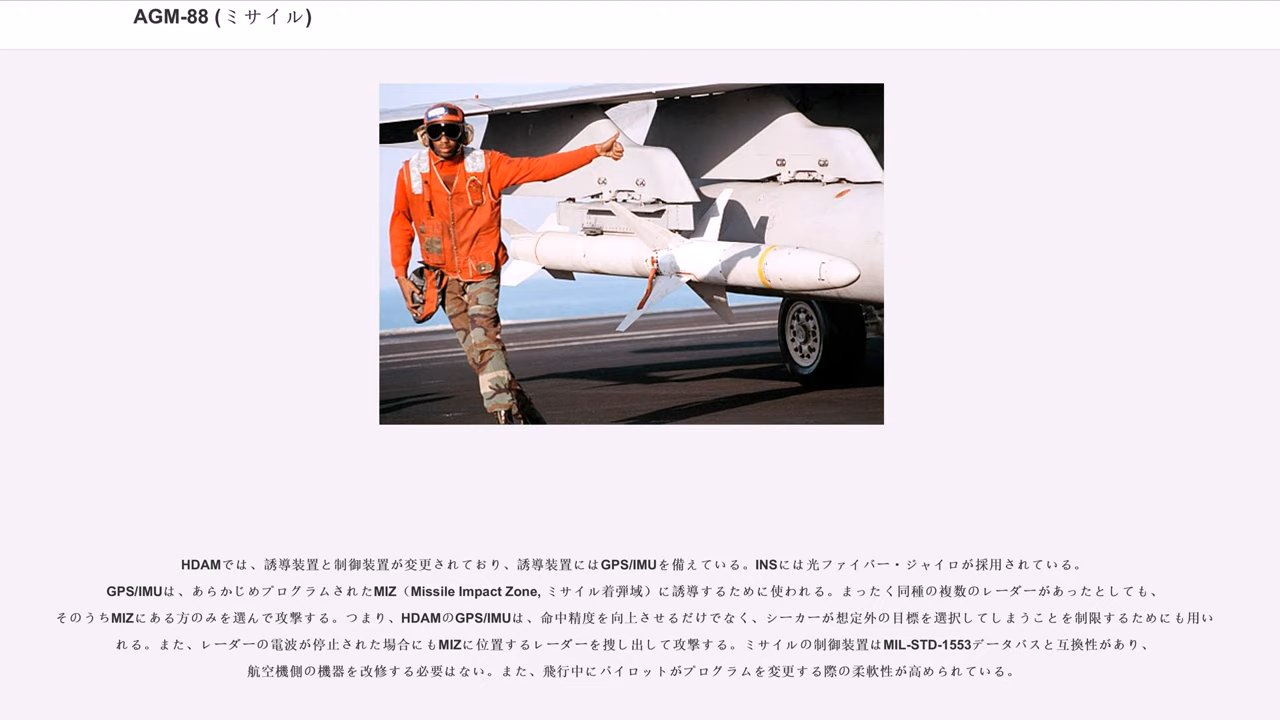 AGM-88 (ミサイル)
HDAMでは、誘導装置と制御装置が変更されており、誘導装置にはGPS/IMUを備えている。INSには光ファイバー・ジャイロが採用されている。
GPS/IMUは、あらかじめプログラムされたMIZ（Missile Impact Zone, ミサイル着弾域）に誘導するために使われる。まったく同種の複数のレーダーがあったとしても、
そのうちMIZにある方のみを選んで攻撃する。つまり、HDAMのGPS/IMUは、命中精度を向上させるだけでなく、シーカーが想定外の目標を選択してしまうことを制限するためにも用い
れる。また、レーダーの電波が停止された場合にもMIZに位置するレーダーを捜し出して攻撃する。ミサイルの制御装置はMIL-STD-1553データバスと互換性があり、
航空機側の機器を改修する必要はない。また、飛行中にパイロットがプログラムを変更する際の柔軟性が高められている。